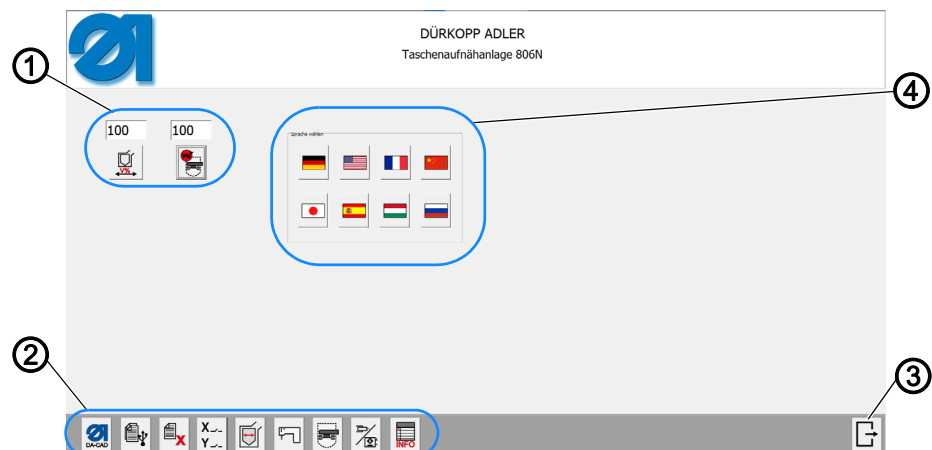 DÜRKOPP ADLER
Taschenaufnähanlage 806N
1
4
100 100
Sprache wählen
V%
2
3
DA-CAD
X
Y
INFO